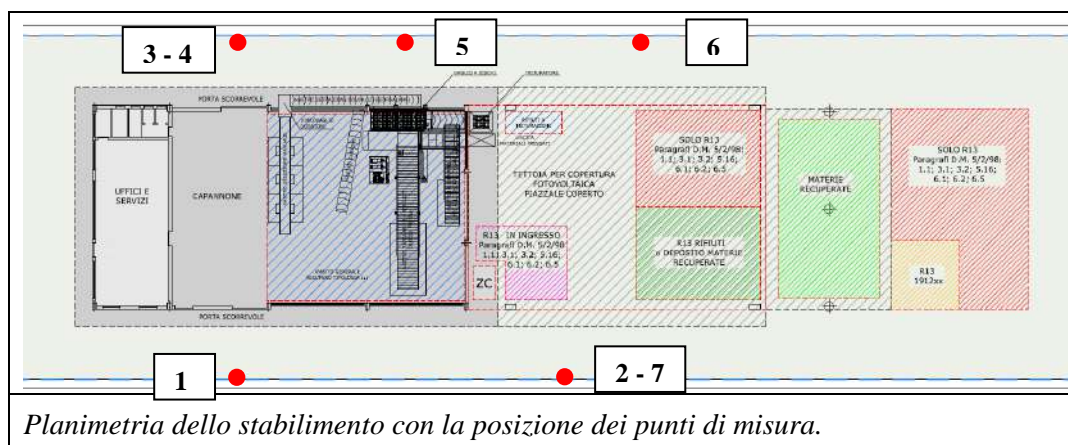 3 - 4
5
6
PORTA SCORREVOLE
UFFICI E
SERVIZI
CAPANNONE
TETTOIA PER COPERTURA
FOTOVOLTAICA
PIAZZALE COPERTO
SOLO R13
Paragrafi D.M. 5/2/98;
1.1; 3.1; 3.2; 5.16;
6.1; 6.2; 6.5
MATERIE
RECUPERATE
SOLO R13
Paragrafi D.M. 5/2/98;
1.1; 3.1; 3.2; 5.16;
6.1; 6.2; 6.5
R13 IN INGRESSO
Paragrafi D.M. 5/2/98
1.1; 3.1; 3.2; 5.16;
6.1; 6.2; 6.5
ZC
R13 RIFIUTI
o DEPOSITO MATERIE
RECUPERATE
R13
1912xx
PORTA SCORREVOLE
1
2 - 7
Planimetria dello stabilimento con la posizione dei punti di misura.